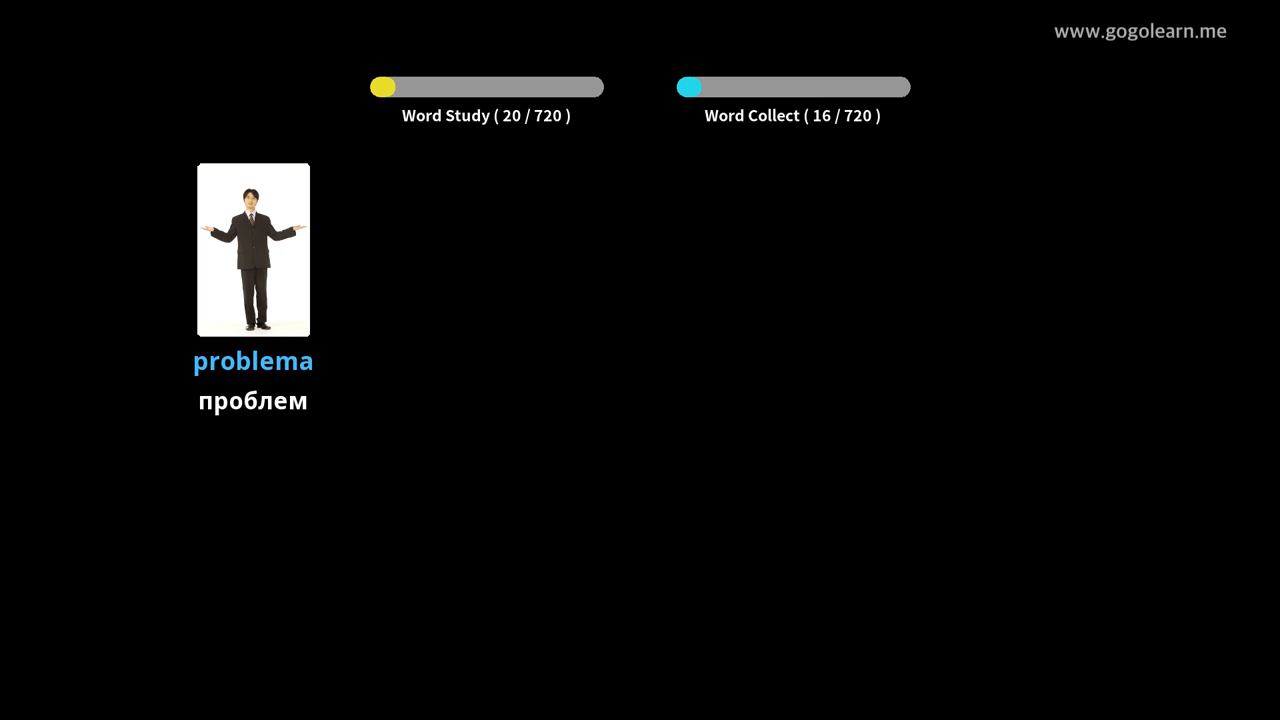 www.gogolearn.me
Word Study ( 20 / 720 )
Word Collect ( 16 / 720 )
problema
проблем